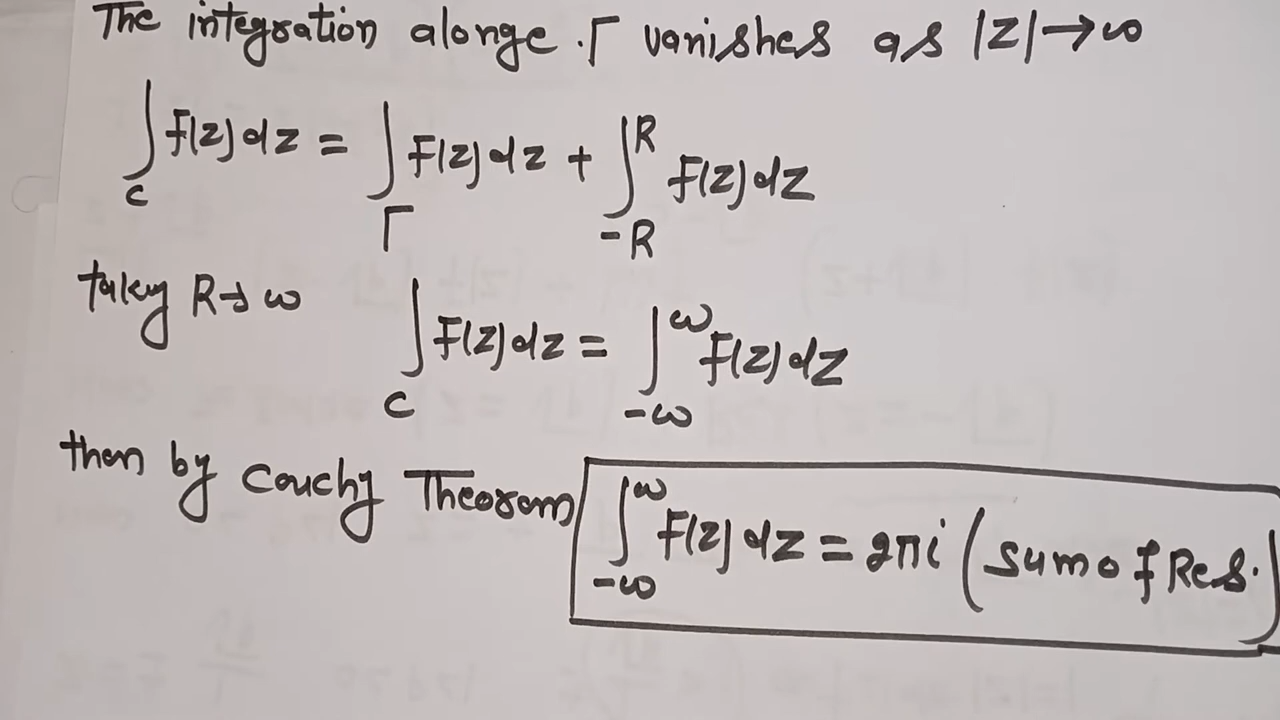 The integration alonge . Γ vanishes as |Z|→∞
∫_C F(z)dz = ∫_Γ F(z)dz + ∫_{-R}^{R} F(z)dz
taking R→∞ ∫_C F(z)dz = ∫_{-∞}^{∞} F(z)dz
then by Couchy Theorem ∫_{-∞}^{∞} F(z)dz = 2πi (sum of Res.)